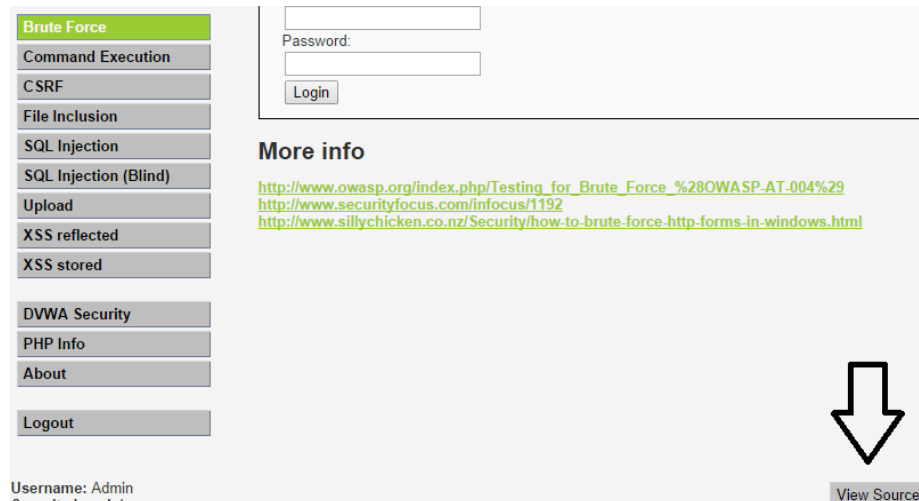 Brute Force
Command Execution
CSRF
File Inclusion
SQL Injection
SQL Injection (Blind)
Upload
XSS reflected
XSS stored
DVWA Security
PHP Info
About
Logout
Username: Admin
Password:
Login
More info
http://www.owasp.org/index.php/Testing_for_Brute_Force_%28OWASP-AT-004%29
http://www.securityfocus.com/infocus/1192
http://www.sillychicken.co.nz/Security/how-to-brute-force-http-forms-in-windows.html
View Source